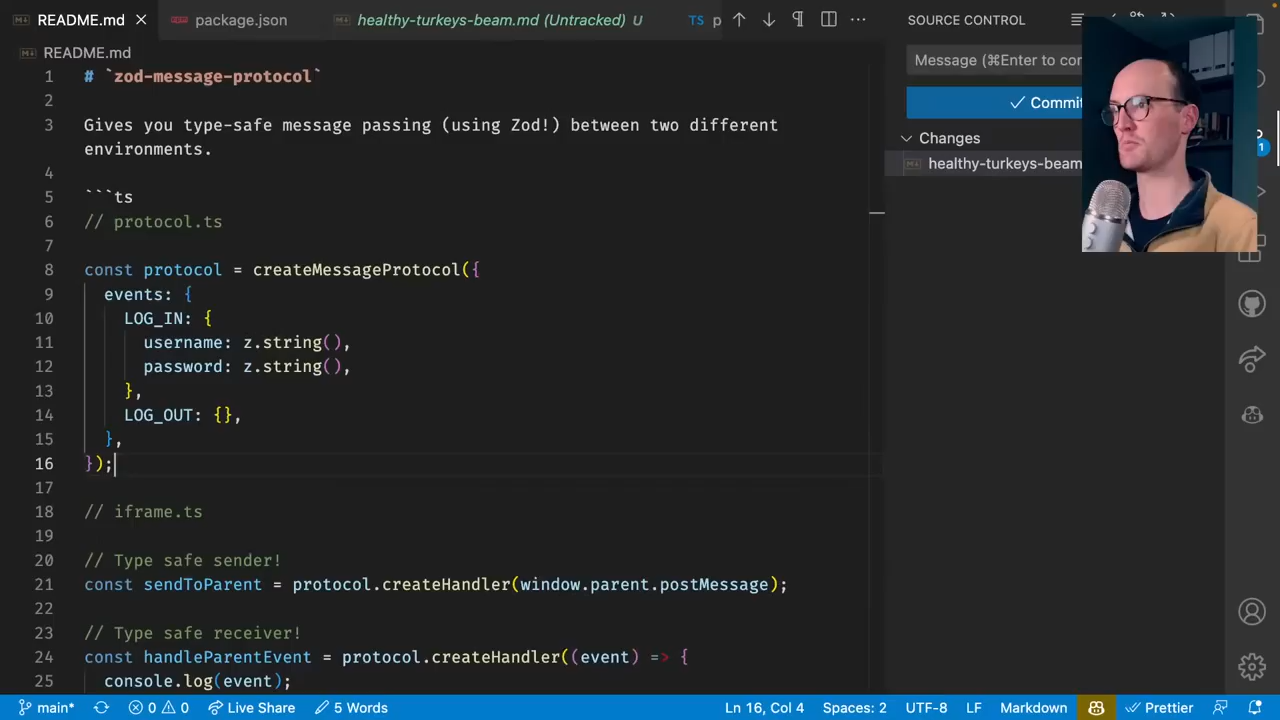 README.md
package.json
healthy-turkeys-beam.md (Untracked) U
TS p
SOURCE CONTROL
README.md
Message (⌘Enter to con
Commit
Changes
healthy-turkeys-beam
1
1 # `zod-message-protocol`
2
3 Gives you type-safe message passing (using Zod!) between two different
environments.
4
5 ```ts
6 // protocol.ts
7
8 const protocol = createMessageProtocol({
9 events: {
10 LOG_IN: {
11 username: z.string(),
12 password: z.string(),
13 },
14 LOG_OUT: {},
15 },
16 });
17
18 // iframe.ts
19
20 // Type safe sender!
21 const sendToParent = protocol.createHandler(window.parent.postMessage);
22
23 // Type safe receiver!
24 const handleParentEvent = protocol.createHandler((event) => {
25 console.log(event);
main* 0 0 Live Share 5 Words Ln 16, Col 4 Spaces: 2 UTF-8 LF Markdown Prettier